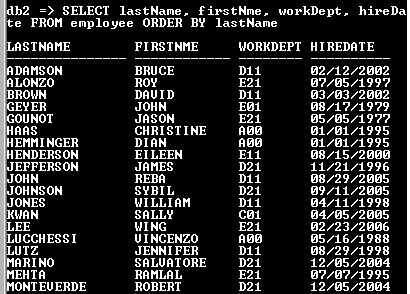 db2 => SELECT lastName, firstNme, workDept, hireDa
te FROM employee ORDER BY lastName
LASTNAME FIRSTNME WORKDEPT HIREDATE
--------------- ------------ -------- ----------
ADAMSON BRUCE D11 02/12/2002
ALONZO ROY E21 07/05/1997
BROWN DAVID D11 03/03/2002
GEYER JOHN E01 08/17/1979
GOUNOT JASON E21 05/05/1977
HAAS CHRISTINE A00 01/01/1995
HEMMINGER DIAN A00 01/01/1995
HENDERSON EILEEN E11 08/15/2000
JEFFERSON JAMES D21 11/21/1996
JOHN REBA D11 08/29/2005
JOHNSON SYBIL D21 09/11/2005
JONES WILLIAM D11 04/11/1998
KWAN SALLY C01 04/05/2005
LEE WING E21 02/23/2006
LUCCHESSI VINCENZO A00 05/16/1988
LUTZ JENNIFER D11 08/29/1998
MARINO SALVATORE D21 12/05/2004
MEHTA RAMLAL E21 07/07/1995
MONTEVERDE ROBERT D21 12/05/2004